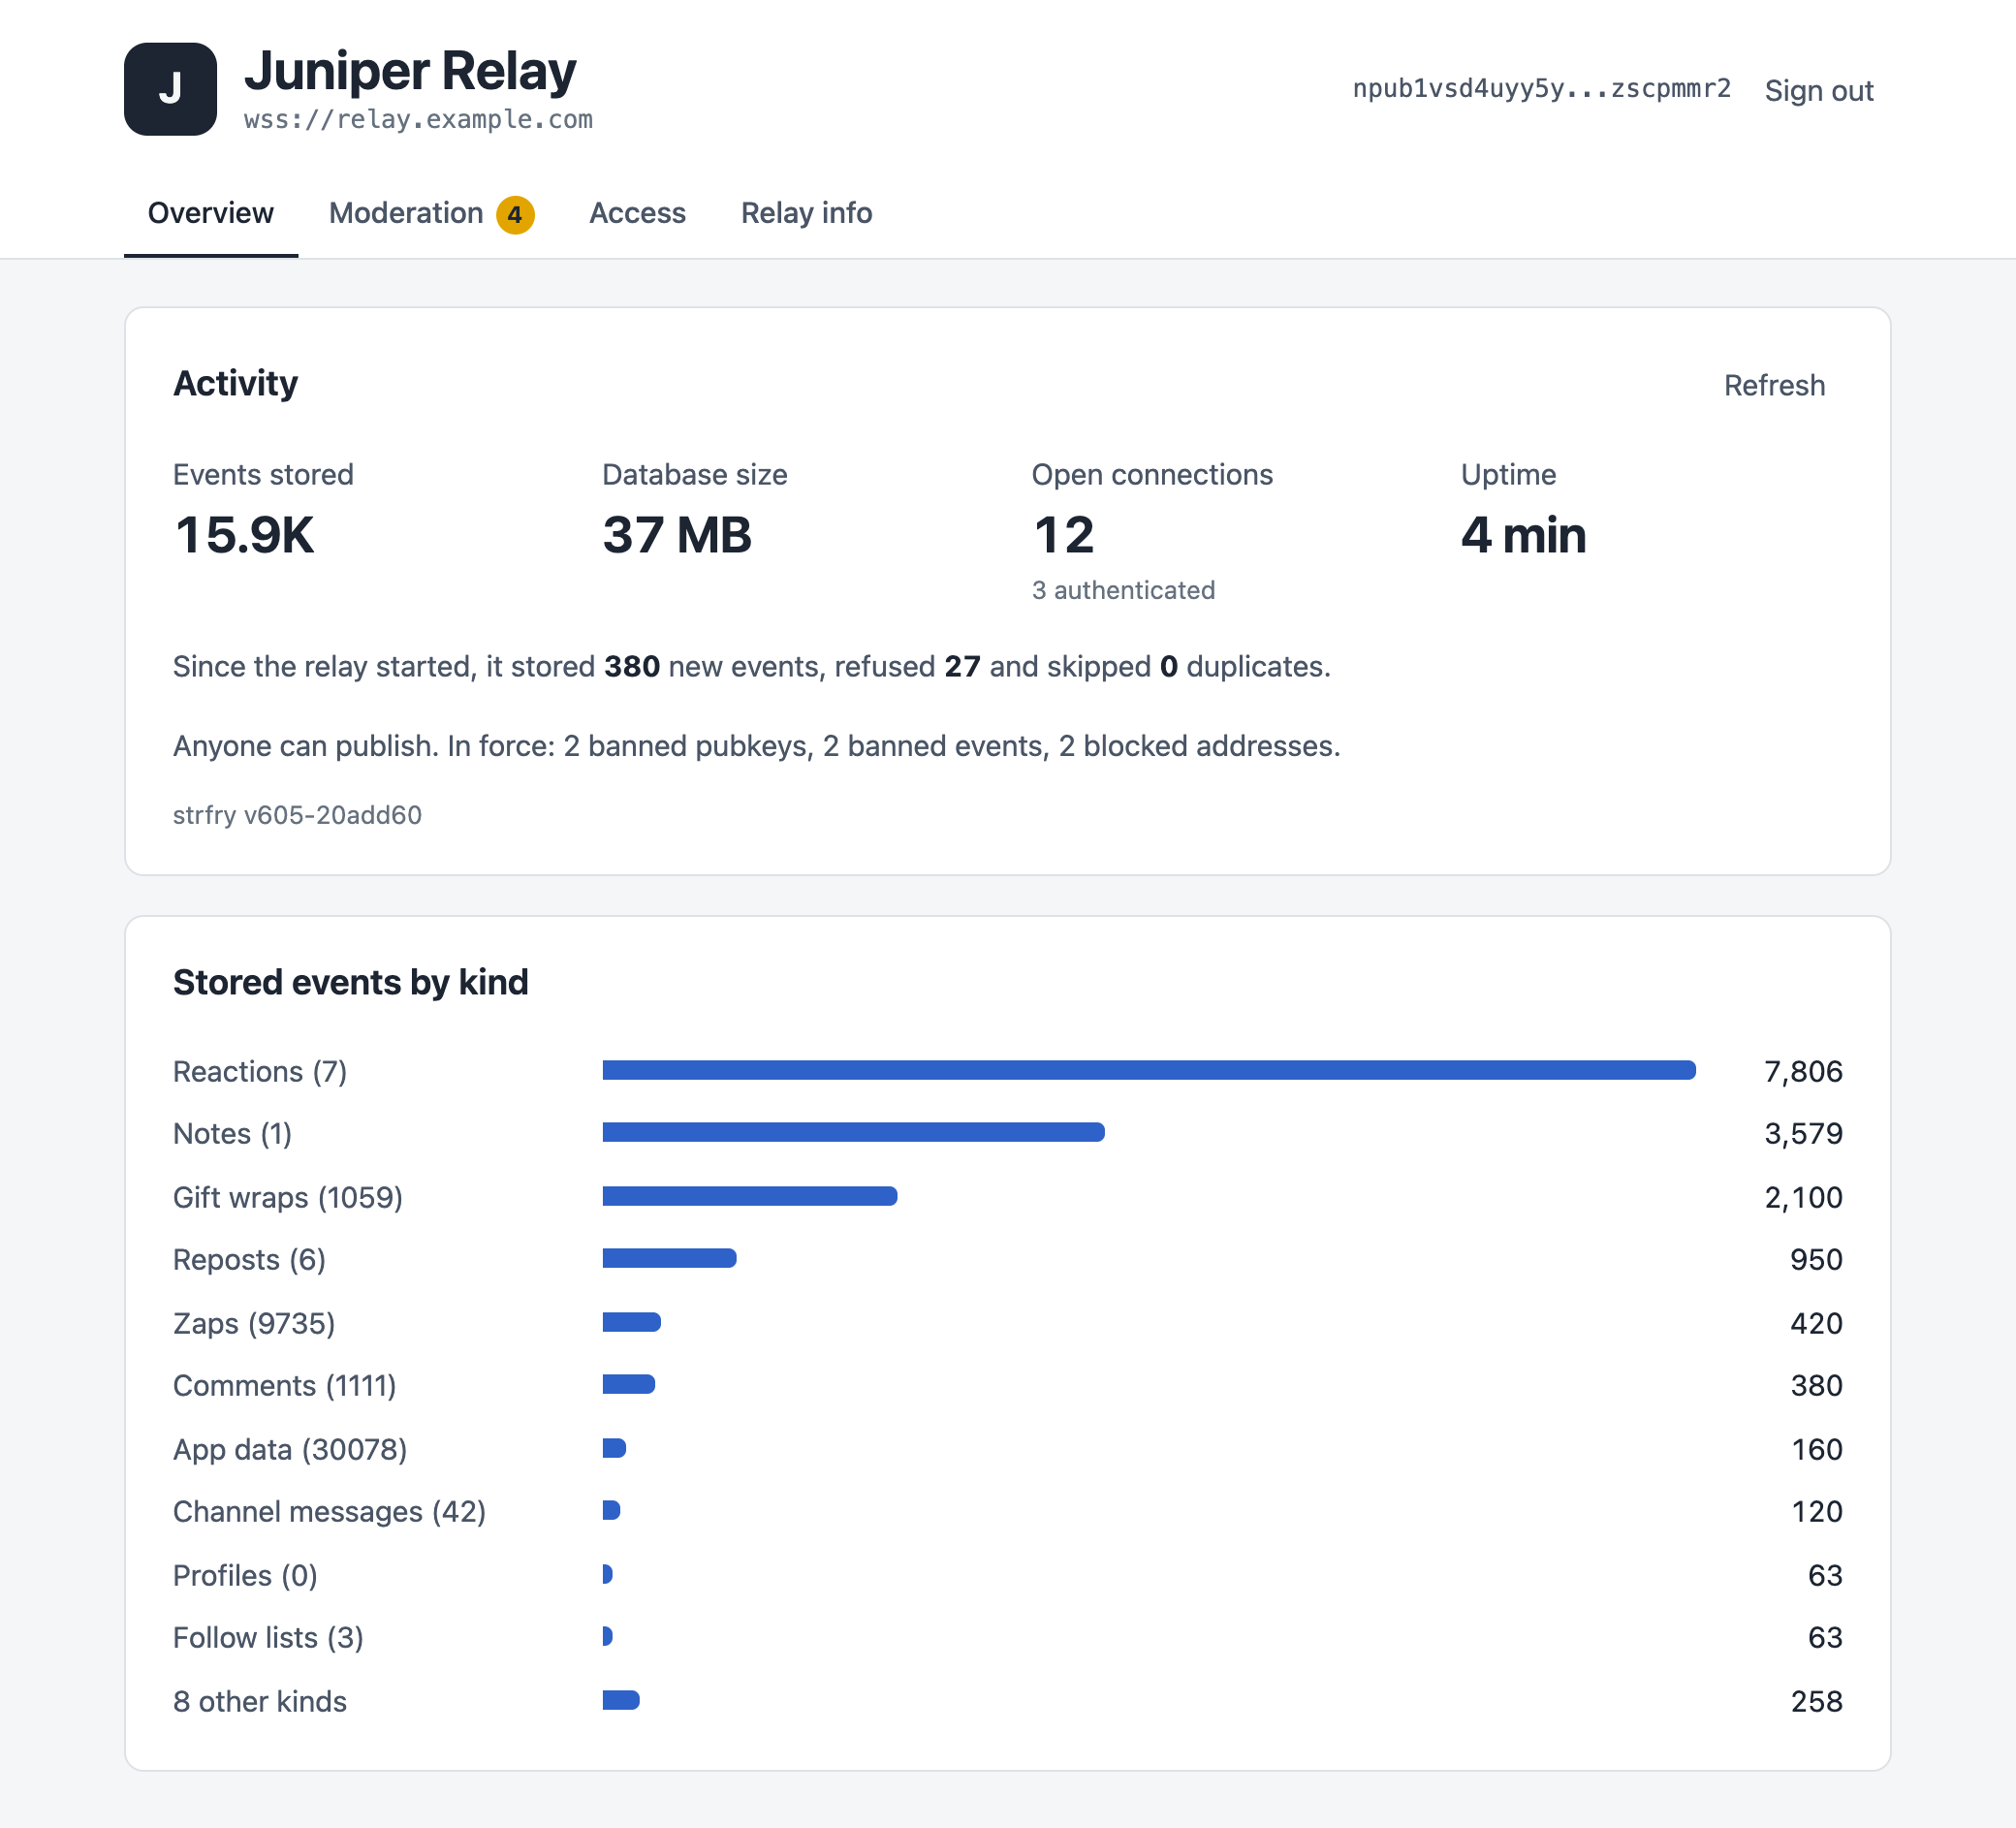 J
Juniper Relay
wss://relay.example.com
npub1vsd4uyy5y...zscpmmr2 Sign out
Overview Moderation 4 Access Relay info
Activity Refresh
Events stored Database size Open connections Uptime
15.9K 37 MB 12 4 min
3 authenticated
Since the relay started, it stored 380 new events, refused 27 and skipped 0 duplicates.
Anyone can publish. In force: 2 banned pubkeys, 2 banned events, 2 blocked addresses.
strfry v605-20add60
Stored events by kind
Reactions (7) 7,806
Notes (1) 3,579
Gift wraps (1059) 2,100
Reposts (6) 950
Zaps (9735) 420
Comments (1111) 380
App data (30078) 160
Channel messages (42) 120
Profiles (0) 63
Follow lists (3) 63
8 other kinds 258